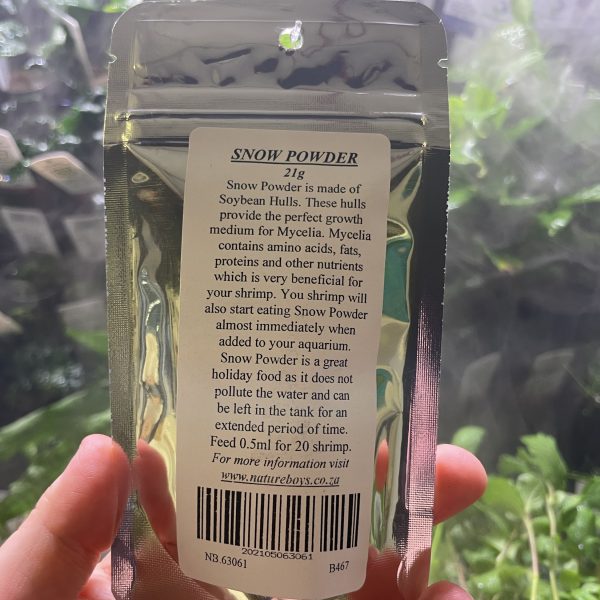 SNOW POWDER
21g
Snow Powder is made of
Soybean Hulls. These hulls
provide the perfect growth
medium for Mycelia. Mycelia
contains amino acids, fats,
proteins and other nutrients
which is very beneficial for
your shrimp. You shrimp will
also start eating Snow Powder
almost immediately when
added to your aquarium.
Snow Powder is a great
holiday food as it does not
pollute the water and can
be left in the tank for an
extended period of time.
Feed 0.5ml for 20 shrimp.
For more information visit
www.natureboys.co.za
202105063061
NB.63061 B467